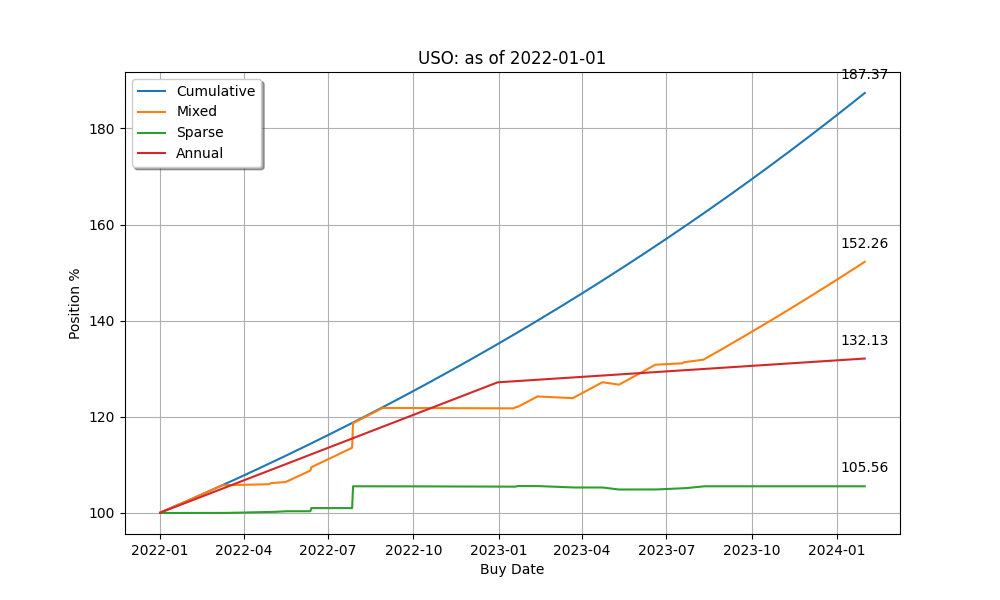 USO: as of 2022-01-01
187.37
Cumulative
Mixed
Sparse
Annual
180
160
152.26
140
132.13
120
105.56
100
Position %
2022-01 2022-04 2022-07 2022-10 2023-01 2023-04 2023-07 2023-10 2024-01
Buy Date